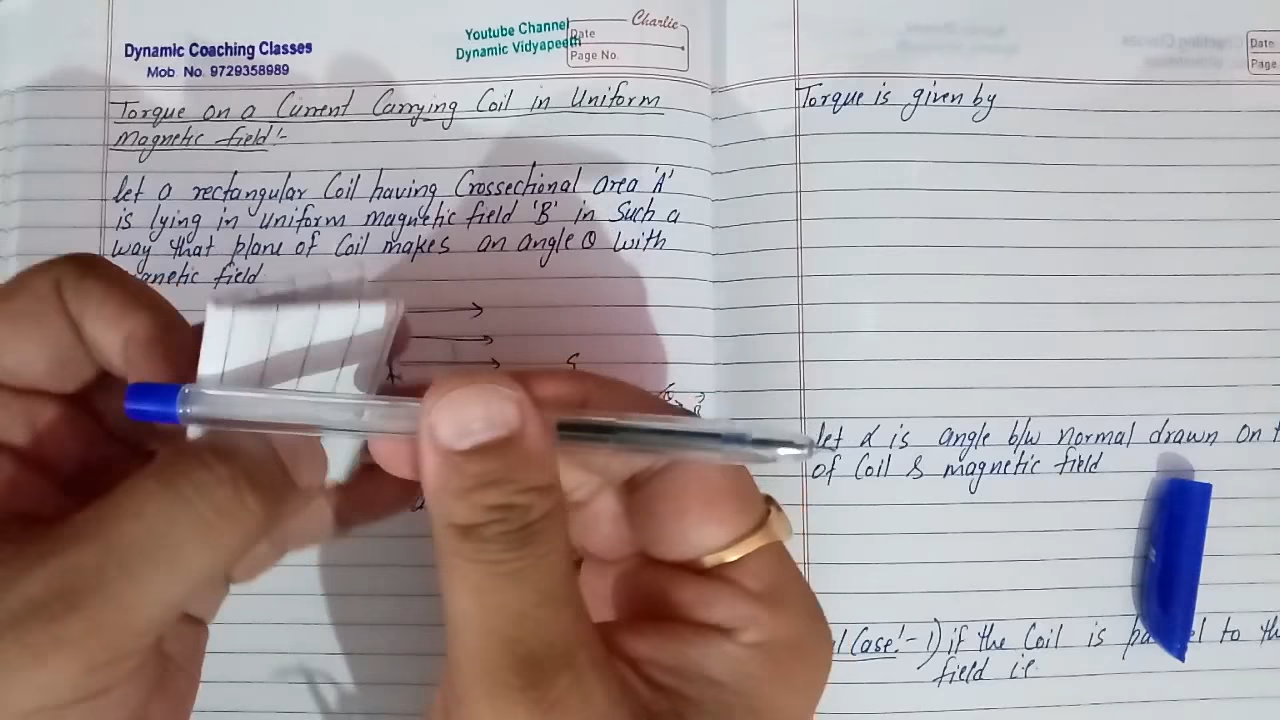 Dynamic Coaching Classes
Mob. No. 9729358989
Youtube Channel
Dynamic Vidyapeeth
Charlie
Date
Page No.
Torque on a Current Carrying Coil in Uniform
Magnetic field:-
let a rectangular Coil having Crossectional area 'A'
is lying in uniform magnetic field 'B' in Such a
way that plane of Coil makes an angle θ with
field
Torque is given by
Date
Page
let α is angle b/w normal drawn on
of Coil & magnetic field
Case:- 1) if the Coil is to
field i.e